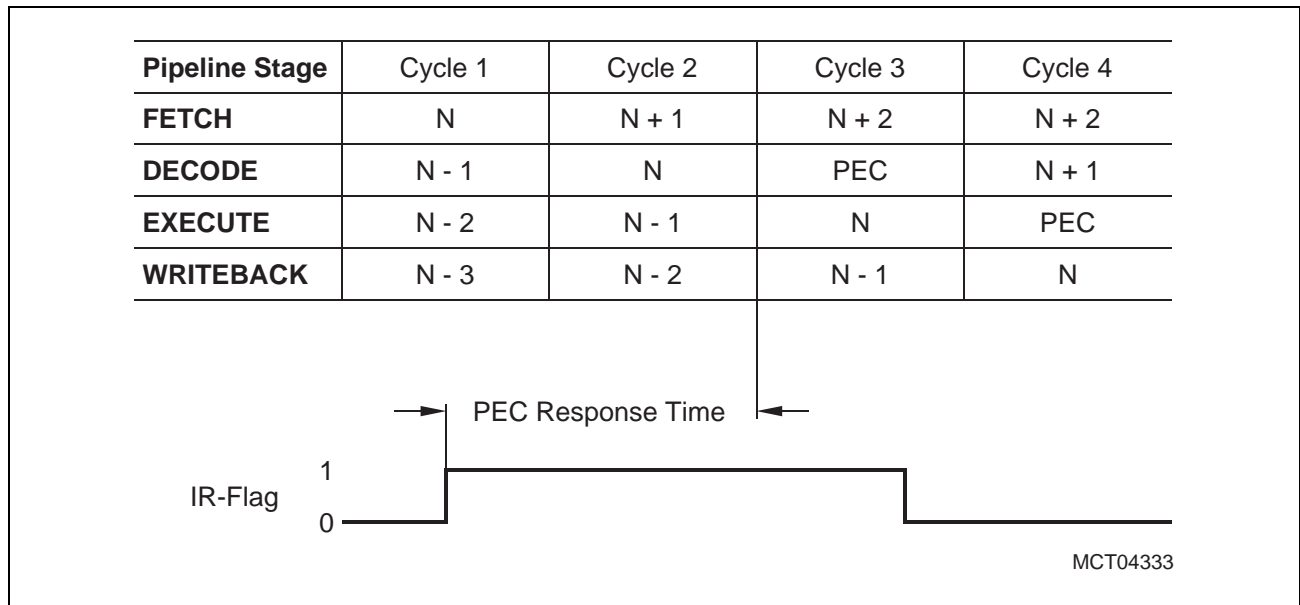 Pipeline Stage Cycle 1 Cycle 2 Cycle 3 Cycle 4
FETCH N N + 1 N + 2 N + 2
DECODE N - 1 N PEC N + 1
EXECUTE N - 2 N - 1 N PEC
WRITEBACK N - 3 N - 2 N - 1 N
PEC Response Time
1
IR-Flag
0
MCT04333